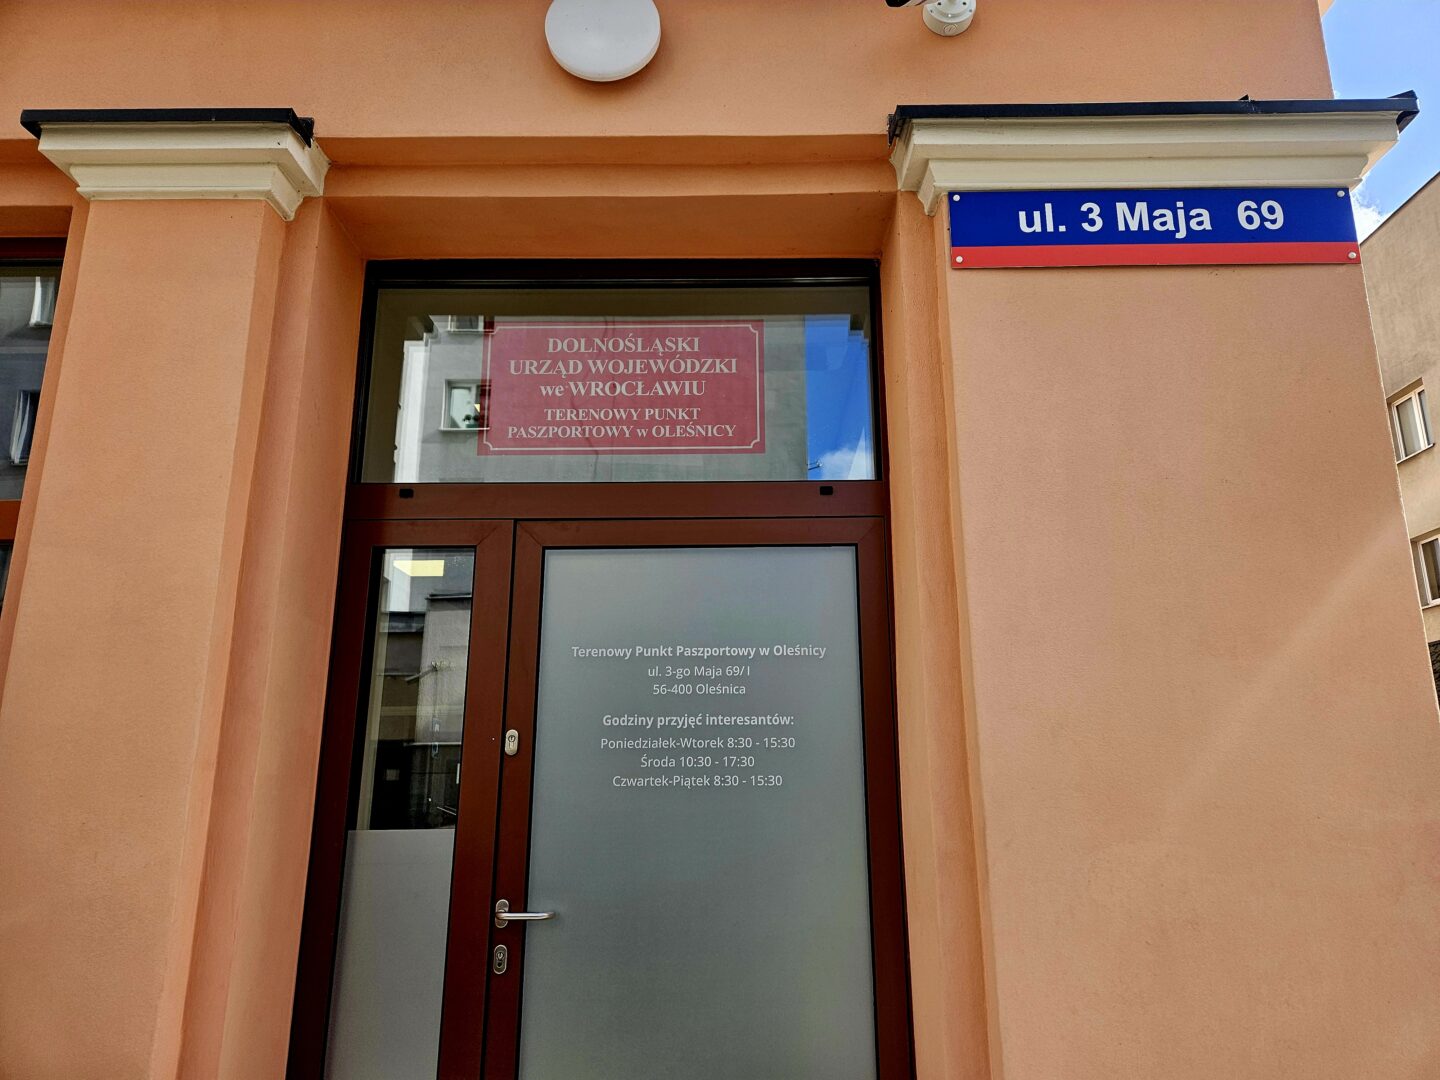 ul. 3 Maja 69
DOLNOŚLĄSKI
URZĄD WOJEWÓDZKI
we WROCŁAWIU
TERENOWY PUNKT
PASZPORTOWY w OLEŚNICY
Terenowy Punkt Paszportowy w Oleśnicy
ul. 3-go Maja 69/I
56-400 Oleśnica
Godziny przyjęć interesantów:
Poniedziałek-Wtorek 8:30 - 15:30
Środa 10:30 - 17:30
Czwartek-Piątek 8:30 - 15:30